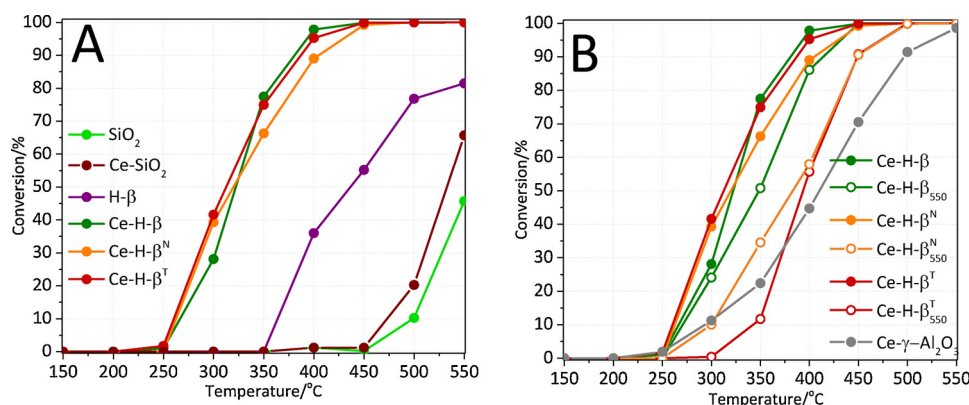 A
Conversion/%
100
90
80
70
60
50
40
30
20
10
0
SiO₂
Ce-SiO₂
H-β
Ce-H-β
Ce-H-βᴺ
Ce-H-βᵀ
150 200 250 300 350 400 450 500 550
Temperature/°C
B
Conversion/%
100
90
80
70
60
50
40
30
20
10
0
Ce-H-β
Ce-H-β₅₅₀
Ce-H-βᴺ
Ce-H-βᴺ₅₅₀
Ce-H-βᵀ
Ce-H-βᵀ₅₅₀
Ce-γ–Al₂O₃
150 200 250 300 350 400 450 500 550
Temperature/°C